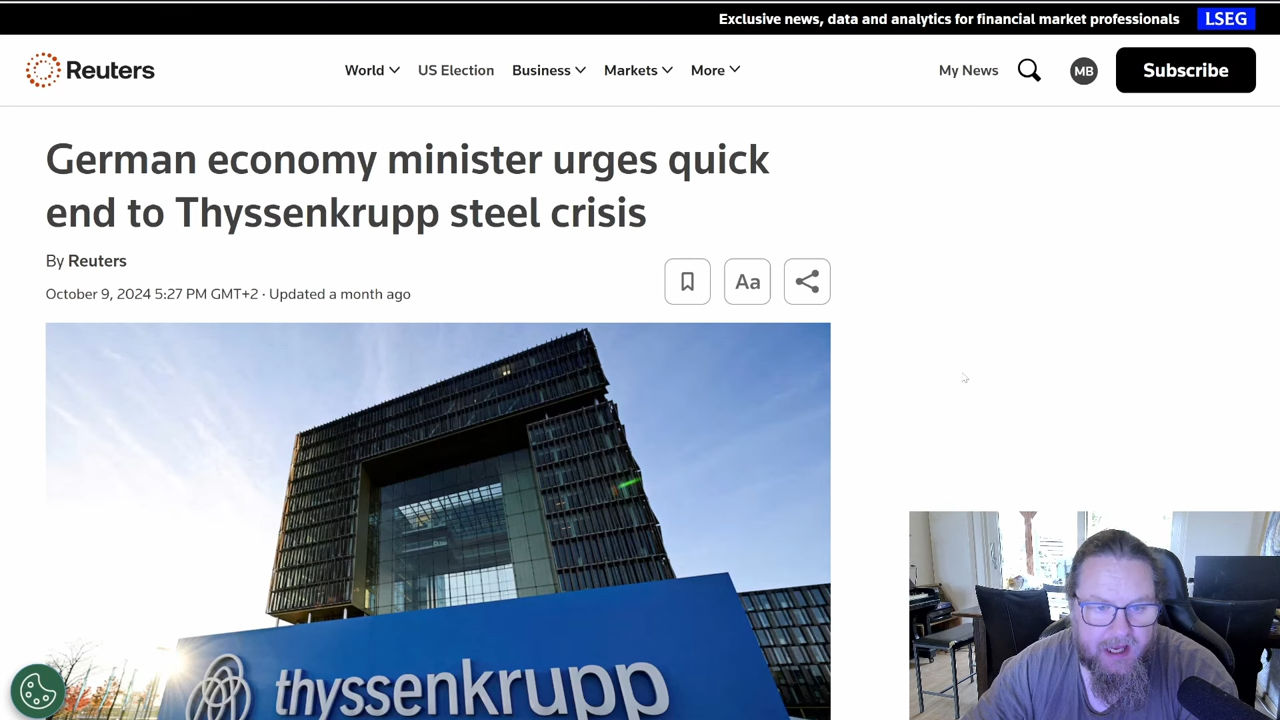 Exclusive news, data and analytics for financial market professionals LSEG
Reuters World US Election Business Markets More My News MB Subscribe
German economy minister urges quick
end to Thyssenkrupp steel crisis
By Reuters
October 9, 2024 5:27 PM GMT+2 · Updated a month ago
Aa
thyssenkrupp